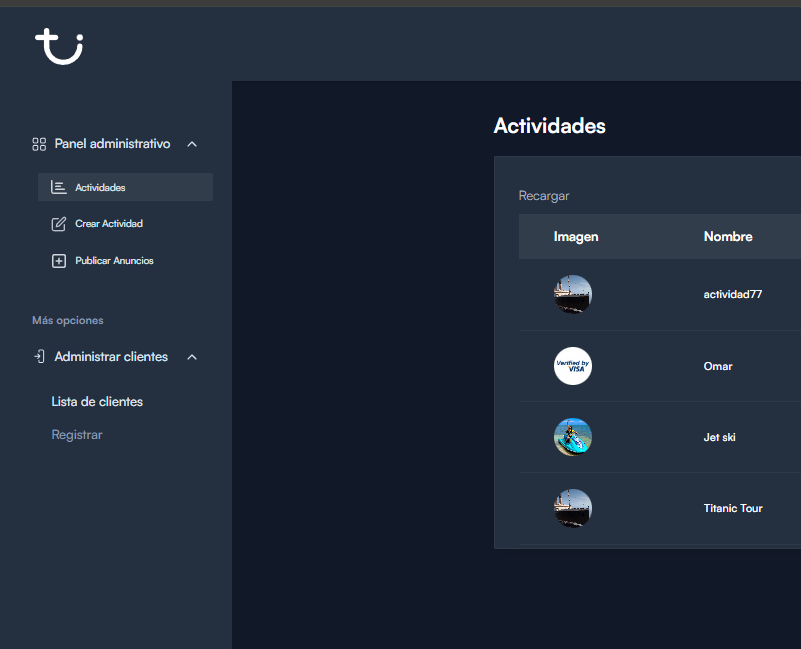 Panel administrativo
Actividades
Crear Actividad
Publicar Anuncios
Más opciones
Administrar clientes
Lista de clientes
Registrar
Actividades
Recargar
Imagen Nombre
actividad77
Verified by
VISA
Omar
Jet ski
Titanic Tour